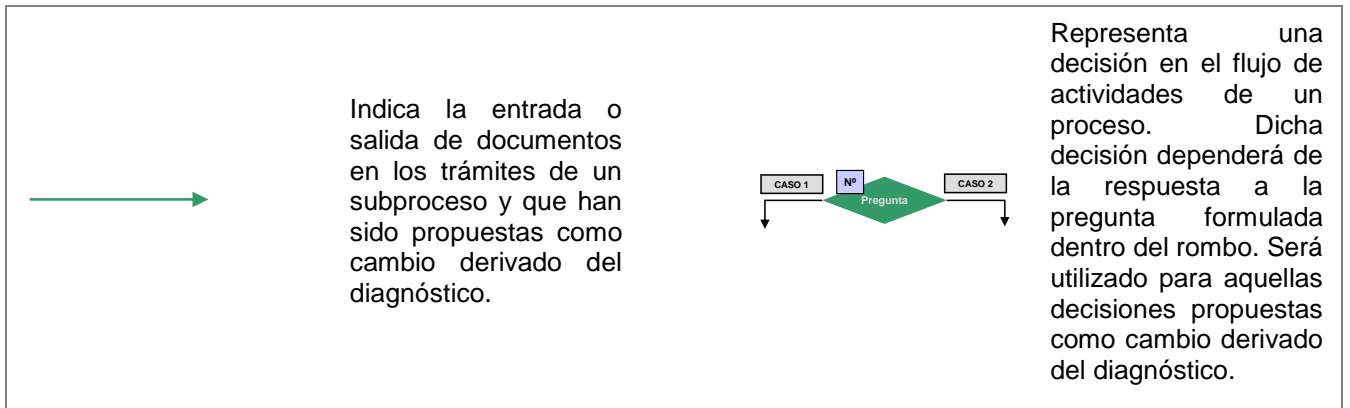 Indica la entrada o
salida de documentos
en los trámites de un
subproceso y que han
sido propuestas como
cambio derivado del
diagnóstico.
CASO 1
Nº
CASO 2
Pregunta
Representa una
decisión en el flujo de
actividades de un
proceso. Dicha
decisión dependerá de
la respuesta a la
pregunta formulada
dentro del rombo. Será
utilizado para aquellas
decisiones propuestas
como cambio derivado
del diagnóstico.